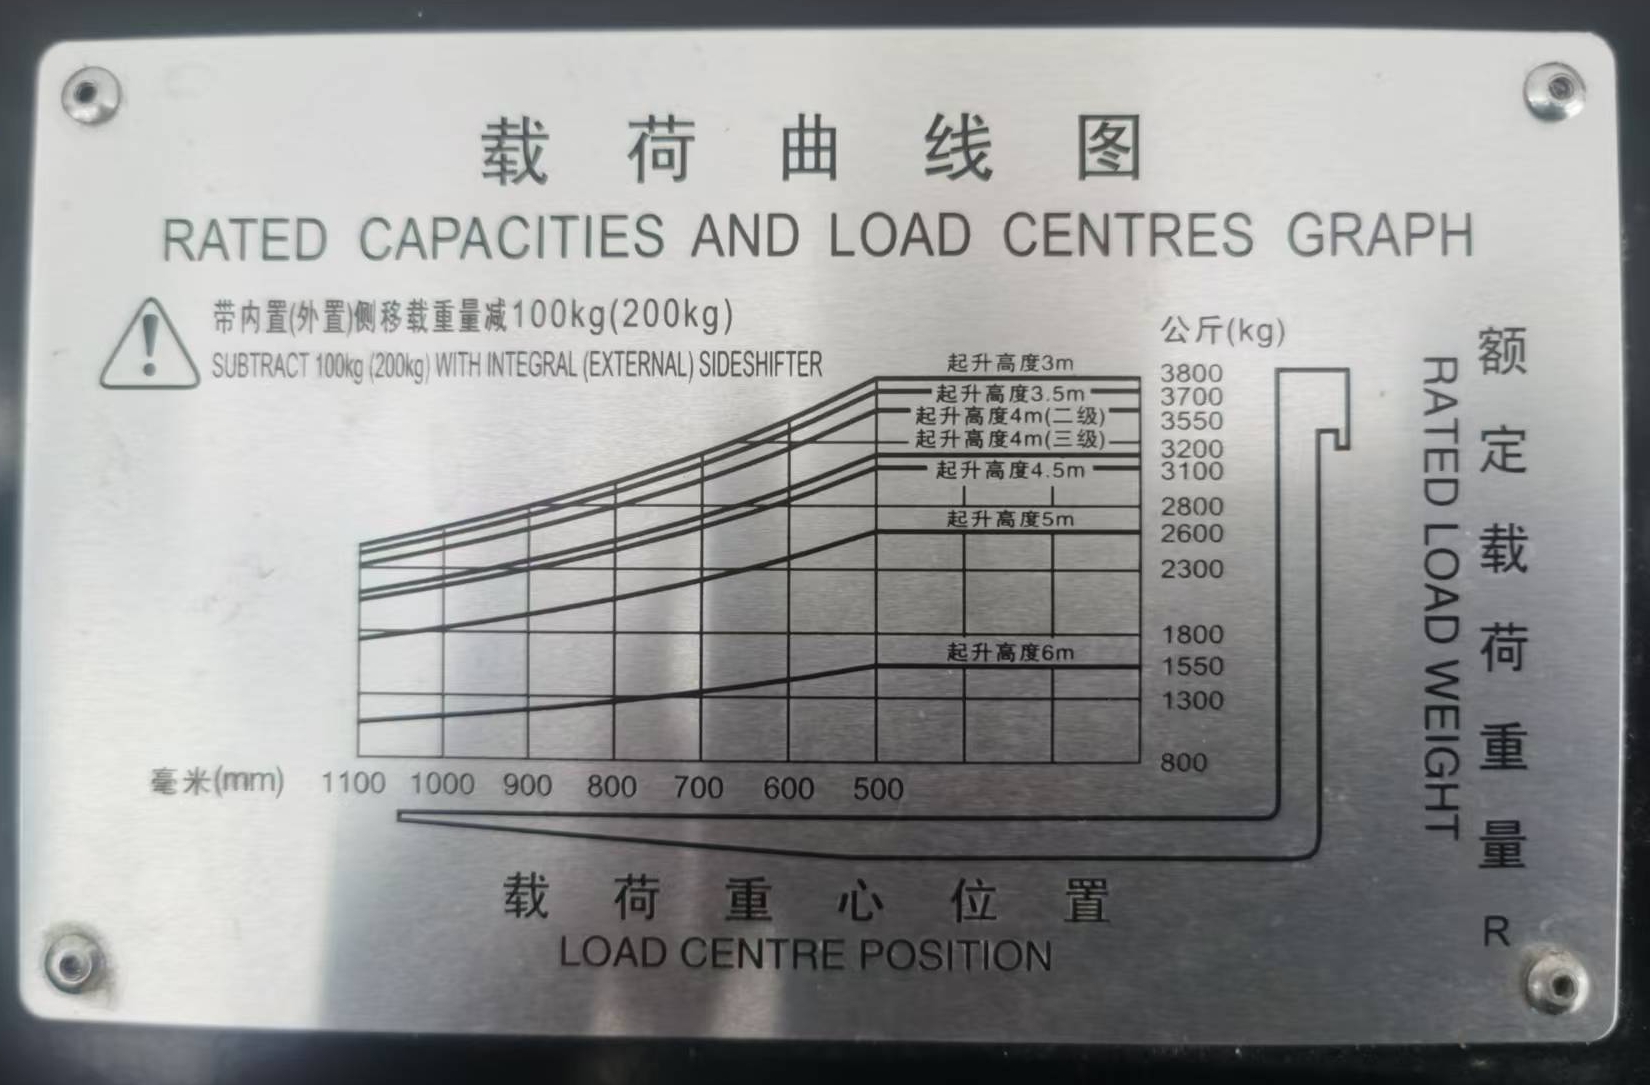 载荷曲线图
RATED CAPACITIES AND LOAD CENTRES GRAPH
带内置(外置)侧移载重量减100kg(200kg)
SUBTRACT 100kg (200kg) WITH INTEGRAL (EXTERNAL) SIDESHIFTER
公斤(kg)
起升高度3m
3800
起升高度3.5m
3700
起升高度4m(二级)
3550
起升高度4m(三级)
3200
起升高度4.5m
3100
2800
起升高度5m
2600
2300
1800
起升高度6m
1550
1300
800
毫米(mm) 1100 1000 900 800 700 600 500
载荷重心位置
LOAD CENTRE POSITION
RATED LOAD WEIGHT
额定载荷重量 R